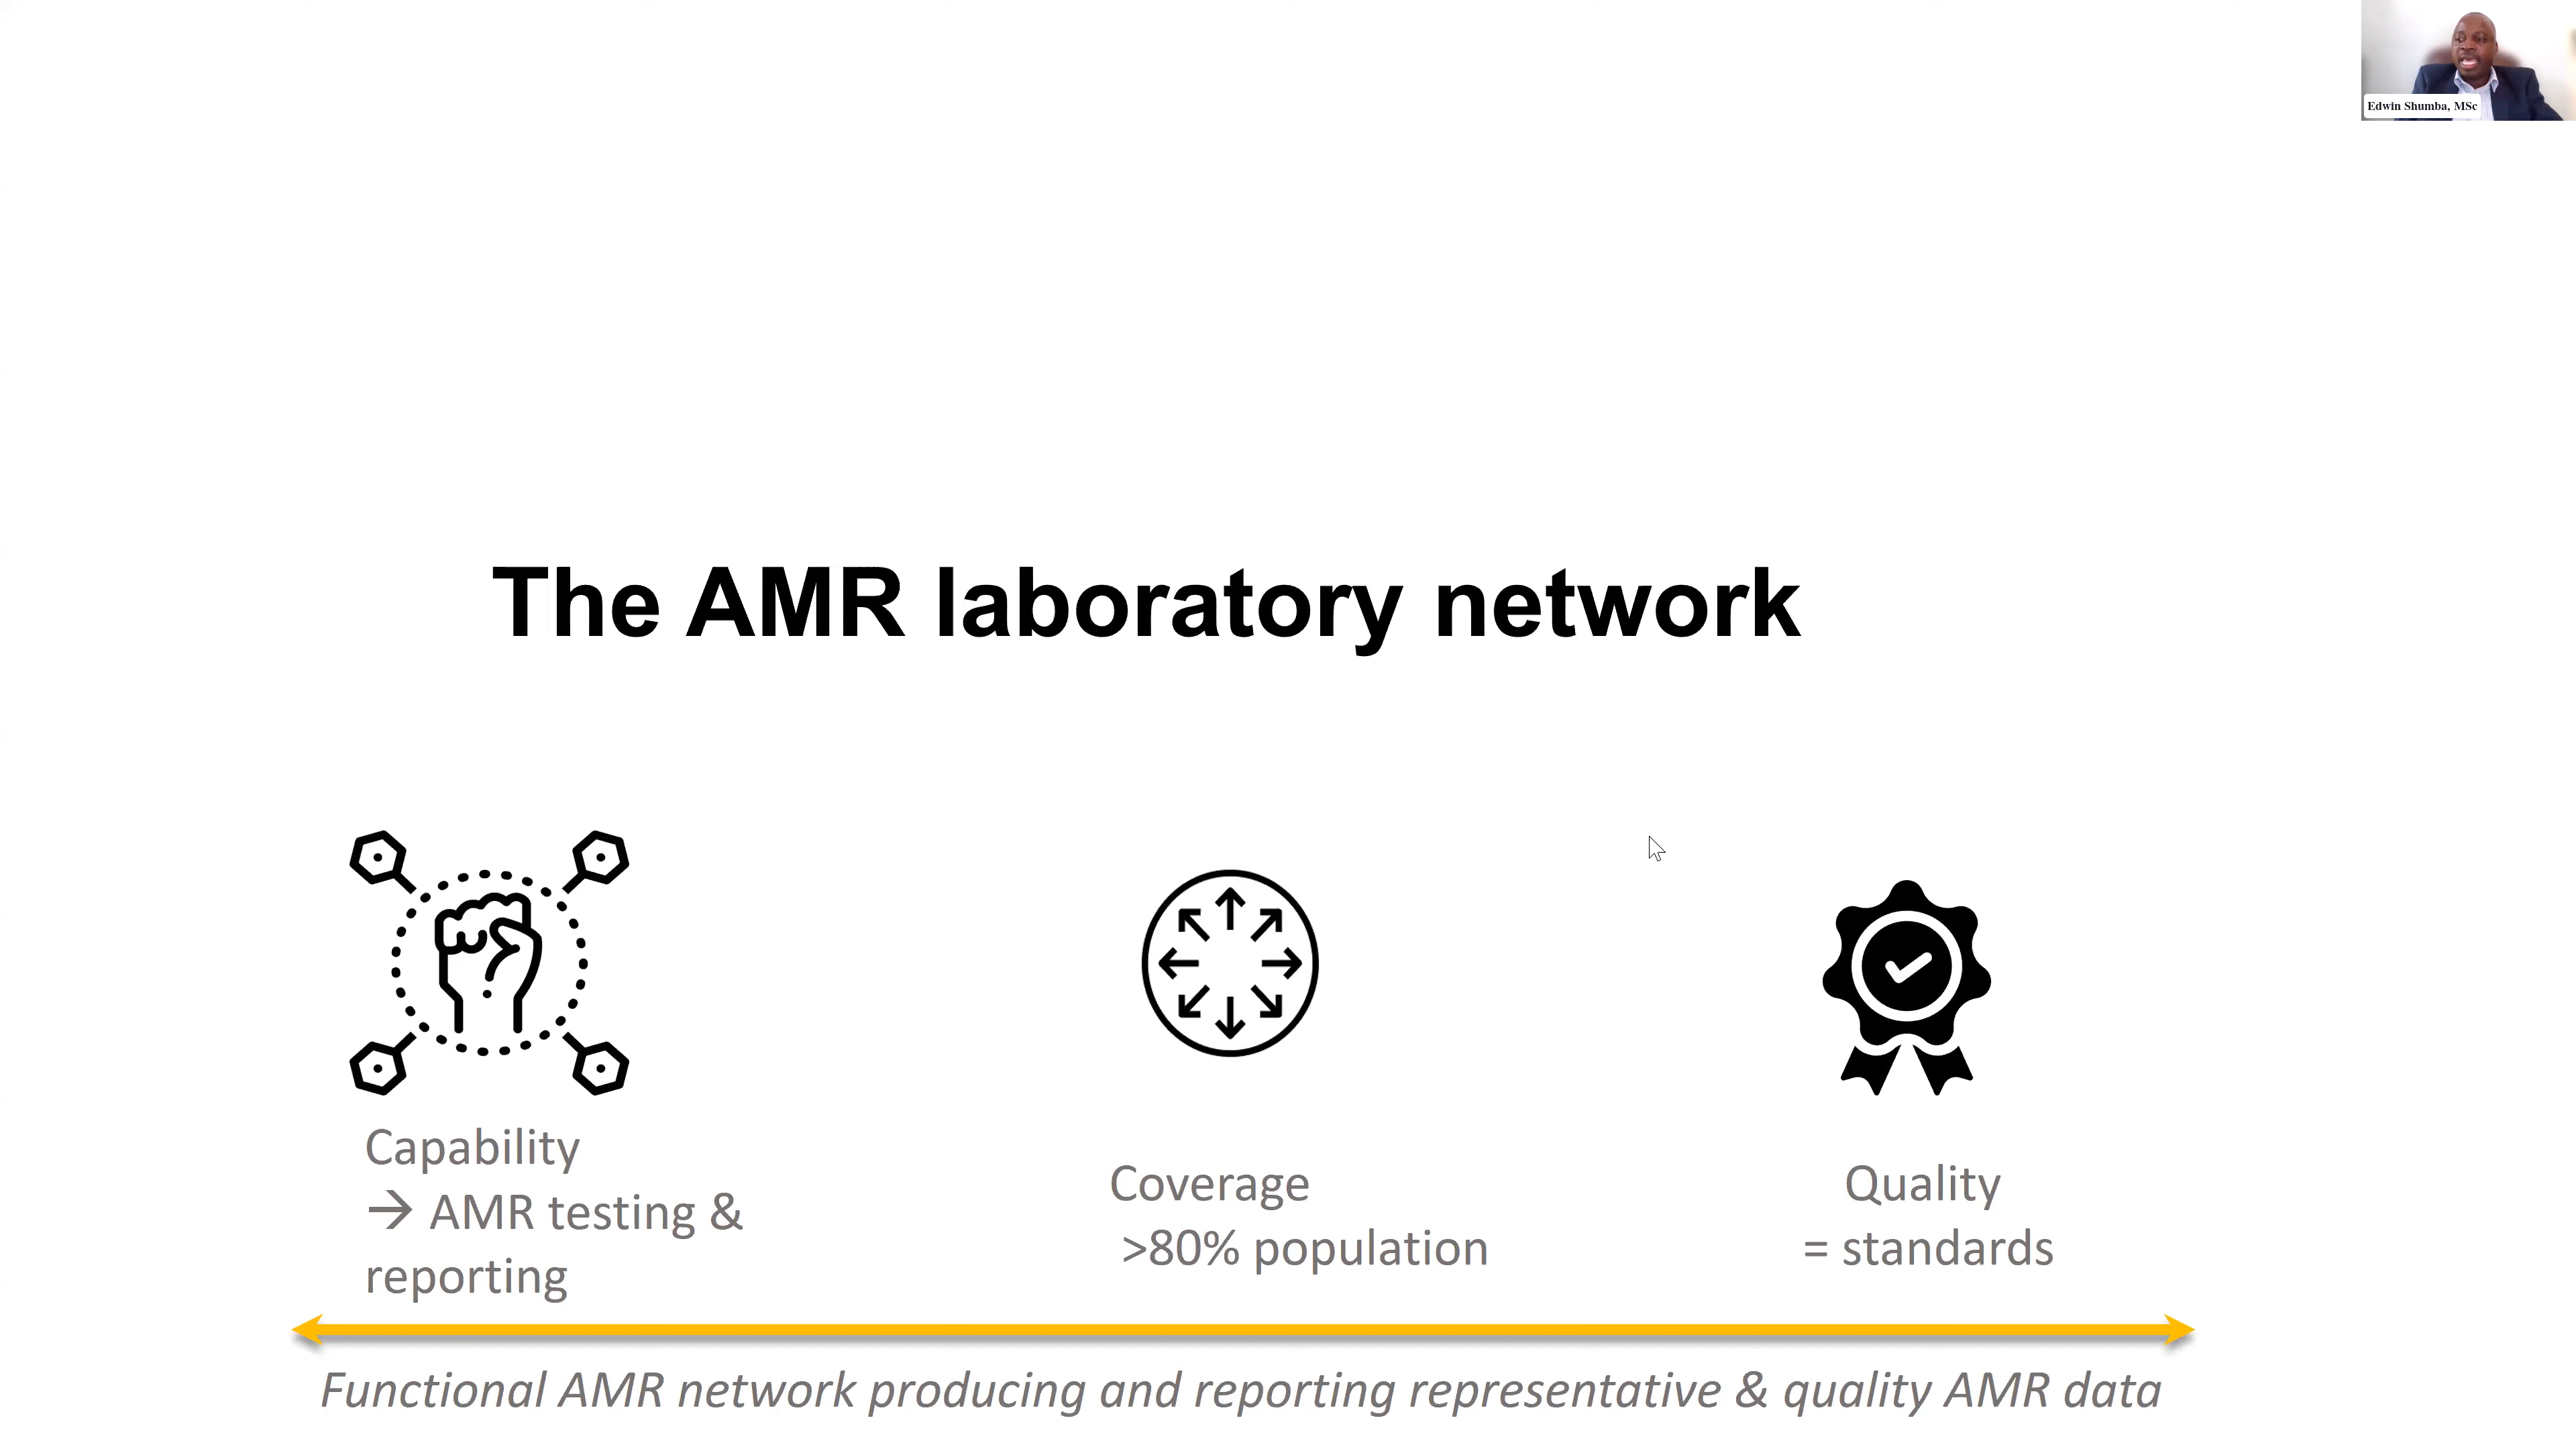 Edwin Shumba, MSc
The AMR laboratory network
Capability
→ AMR testing &
reporting
Coverage
>80% population
Quality
= standards
Functional AMR network producing and reporting representative & quality AMR data